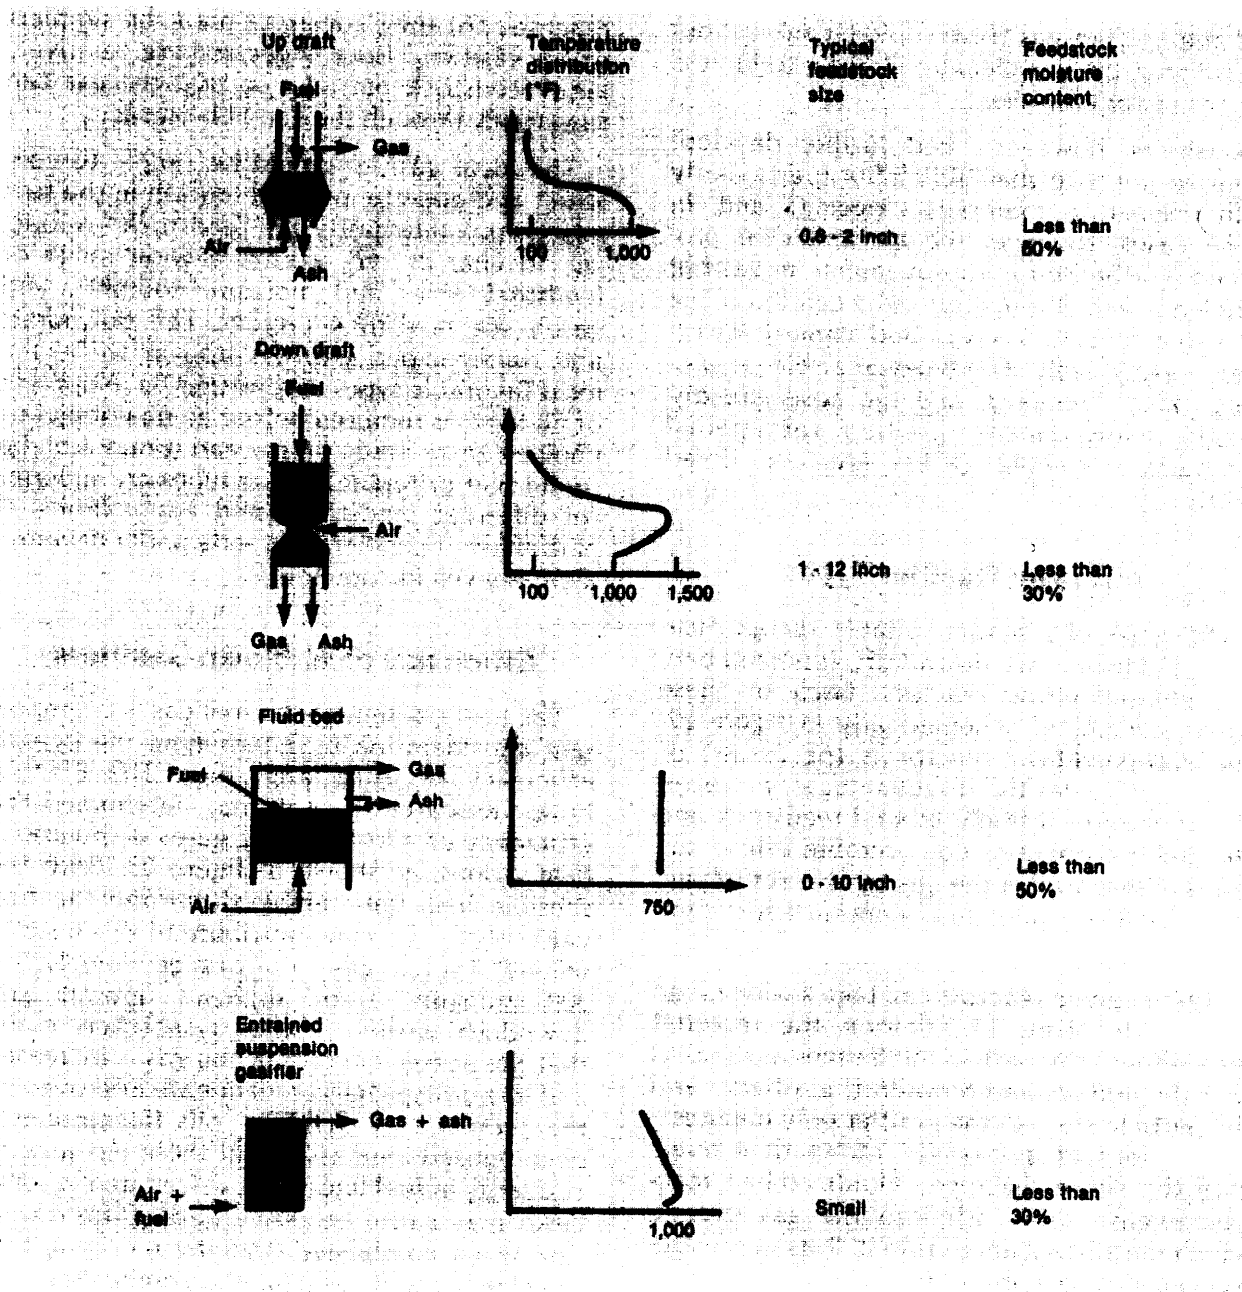 Up draft
Temperature
distribution
(°F)
Typical
feedstock
size
Feedstock
moisture
content
Fuel
Gas
Air
Ash
100
1,000
0.8 - 2 inch
Less than
50%
Down draft
Fuel
Air
Gas
Ash
100
1,000
1,500
1 - 12 inch
Less than
30%
Fluid bed
Fuel
Gas
Ash
Air
750
0 - 10 inch
Less than
50%
Entrained
suspension
gasifier
Gas + ash
Air +
fuel
1,000
Small
Less than
30%